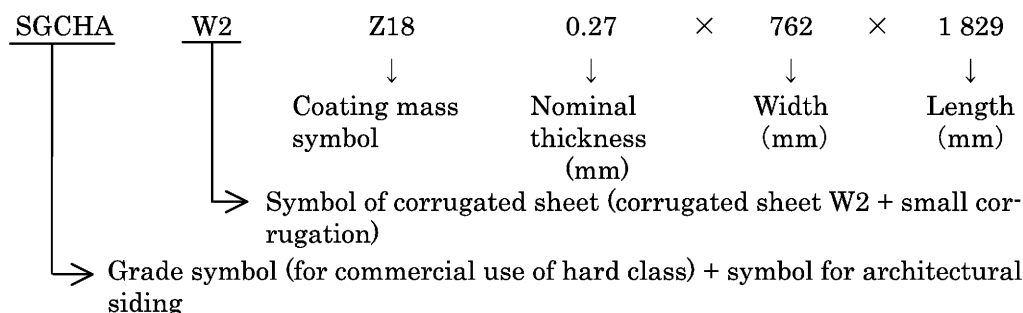 SGCHA W2 Z18 0.27 × 762 × 1 829
Coating mass symbol
Nominal thickness (mm)
Width (mm)
Length (mm)
Symbol of corrugated sheet (corrugated sheet W2 + small cor-
rugation)
Grade symbol (for commercial use of hard class) + symbol for architectural
siding